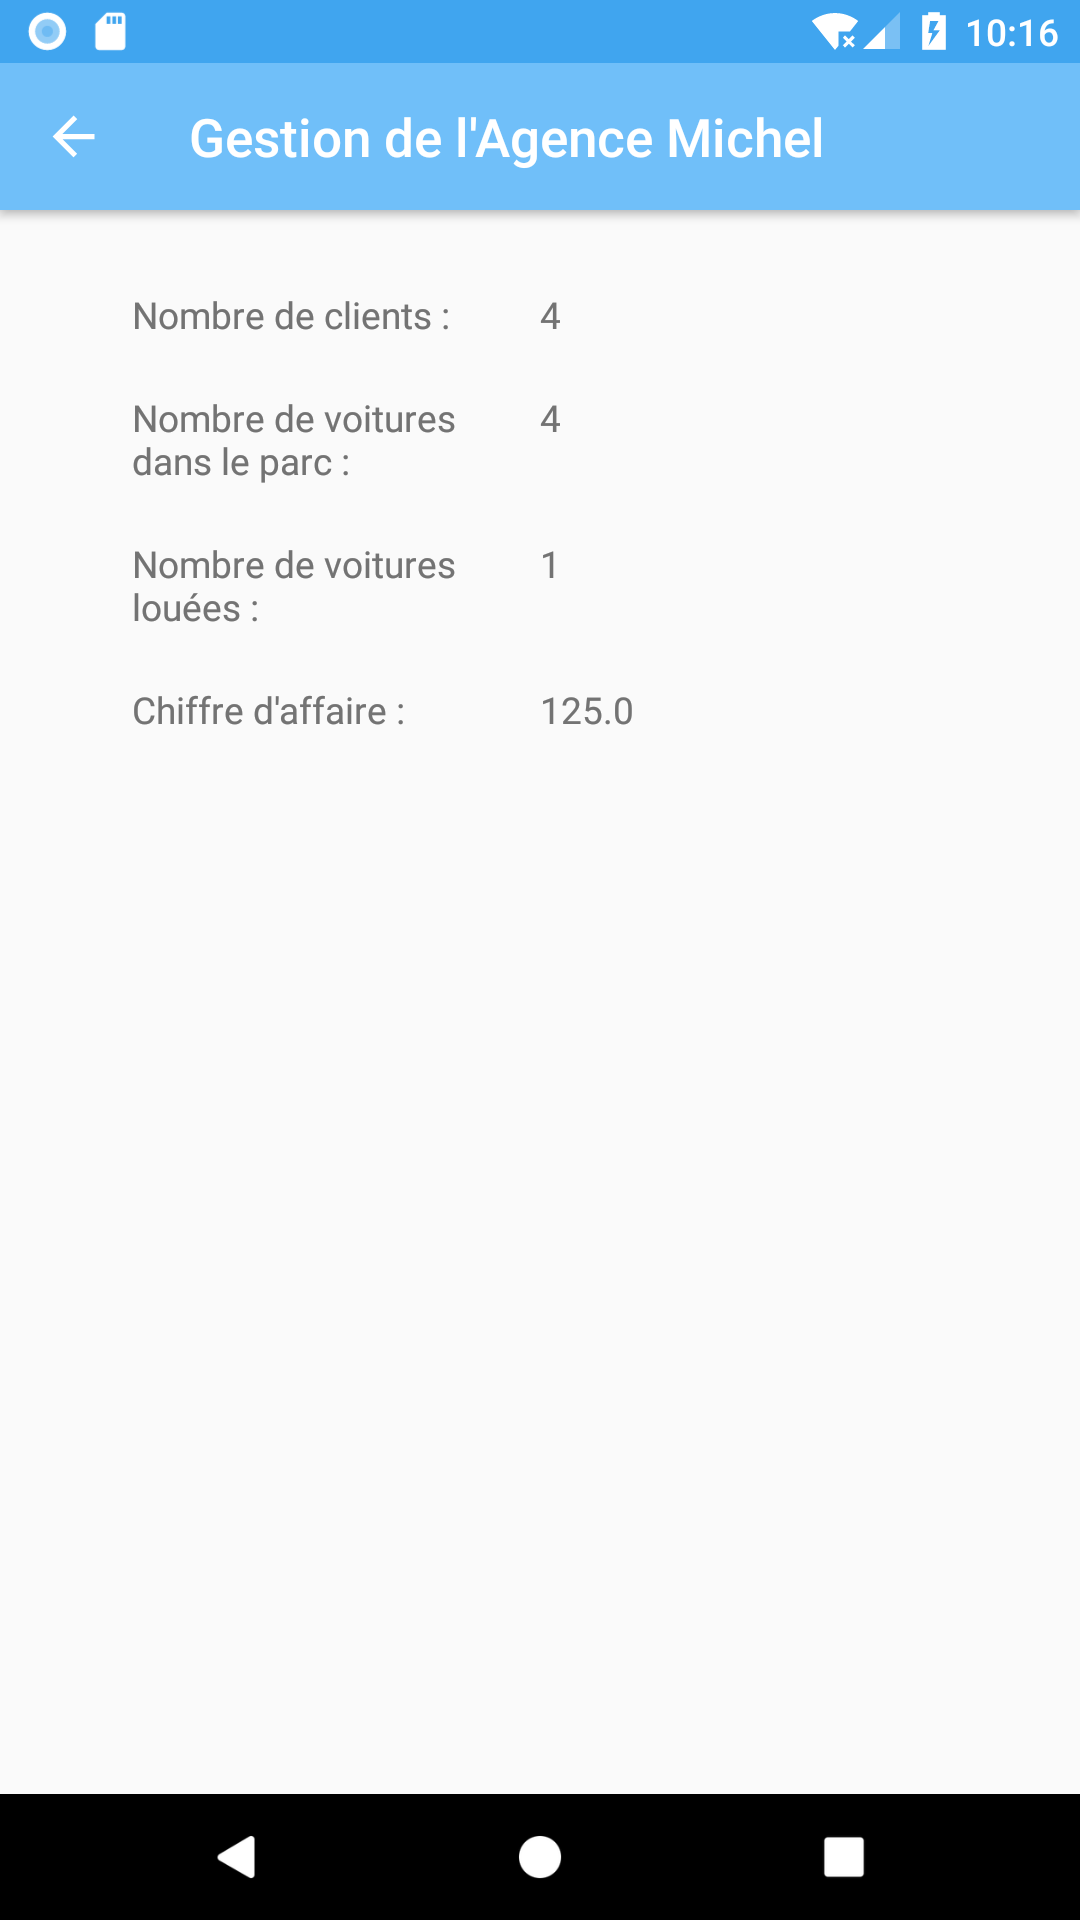 10:16
Gestion de l'Agence Michel
Nombre de clients : 4
Nombre de voitures 4
dans le parc :
Nombre de voitures 1
louées :
Chiffre d'affaire : 125.0